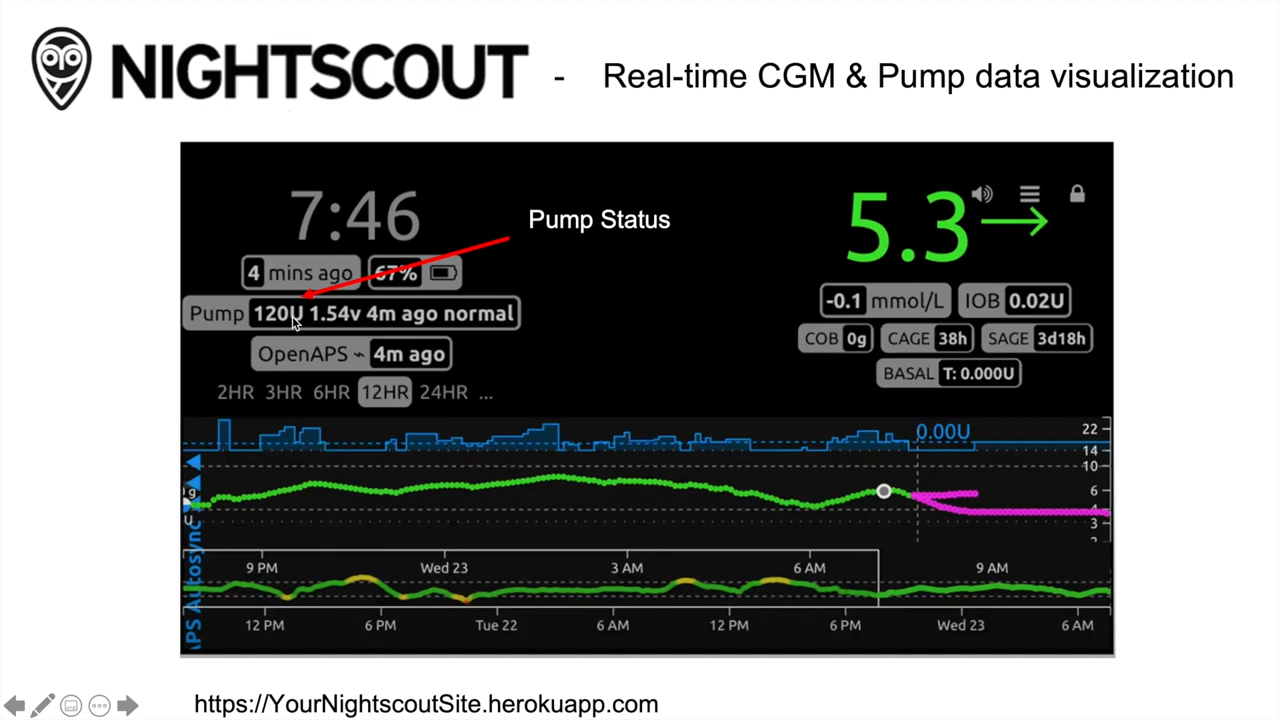 NIGHTSCOUT - Real-time CGM & Pump data visualization
7:46
Pump Status
5.3
4 mins ago 67%
-0.1 mmol/L IOB 0.02U
Pump 120U 1.54v 4m ago normal
COB 0g CAGE 38h SAGE 3d18h
OpenAPS 4m ago
BASAL T: 0.000U
2HR 3HR 6HR 12HR 24HR ...
0.00U
22
14
10
6
4
3
9 PM Wed 23 3 AM 6 AM 9 AM
12 PM 6 PM Tue 22 6 AM 12 PM 6 PM Wed 23 6 AM
APS Autosync
https://YourNightscoutSite.herokuapp.com